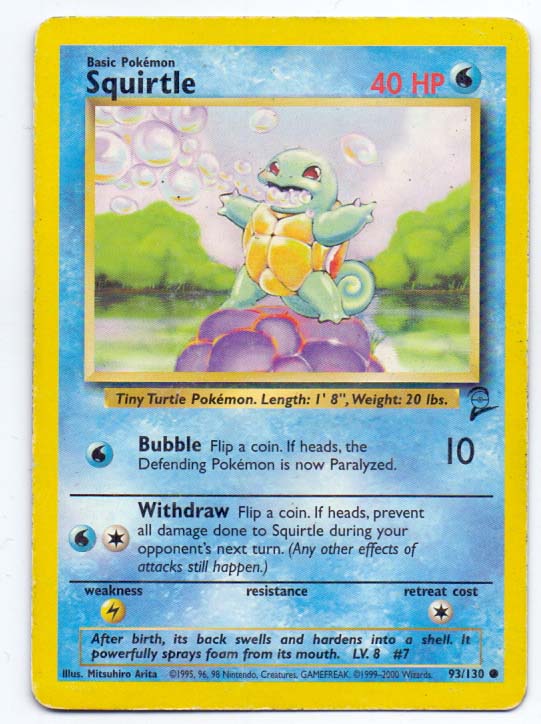 Basic Pokémon
Squirtle
40 HP
Tiny Turtle Pokémon. Length: 1' 8", Weight: 20 lbs.
Bubble Flip a coin. If heads, the
Defending Pokémon is now Paralyzed.
10
Withdraw Flip a coin. If heads, prevent
all damage done to Squirtle during your
opponent's next turn. (Any other effects of
attacks still happen.)
weakness resistance retreat cost
After birth, its back swells and hardens into a shell. It
powerfully sprays foam from its mouth. LV. 8 #7
Illus. Mitsuhiro Arita ©1995, 96, 98 Nintendo, Creatures, GAMEFREAK. ©1999-2000 Wizards. 93/130